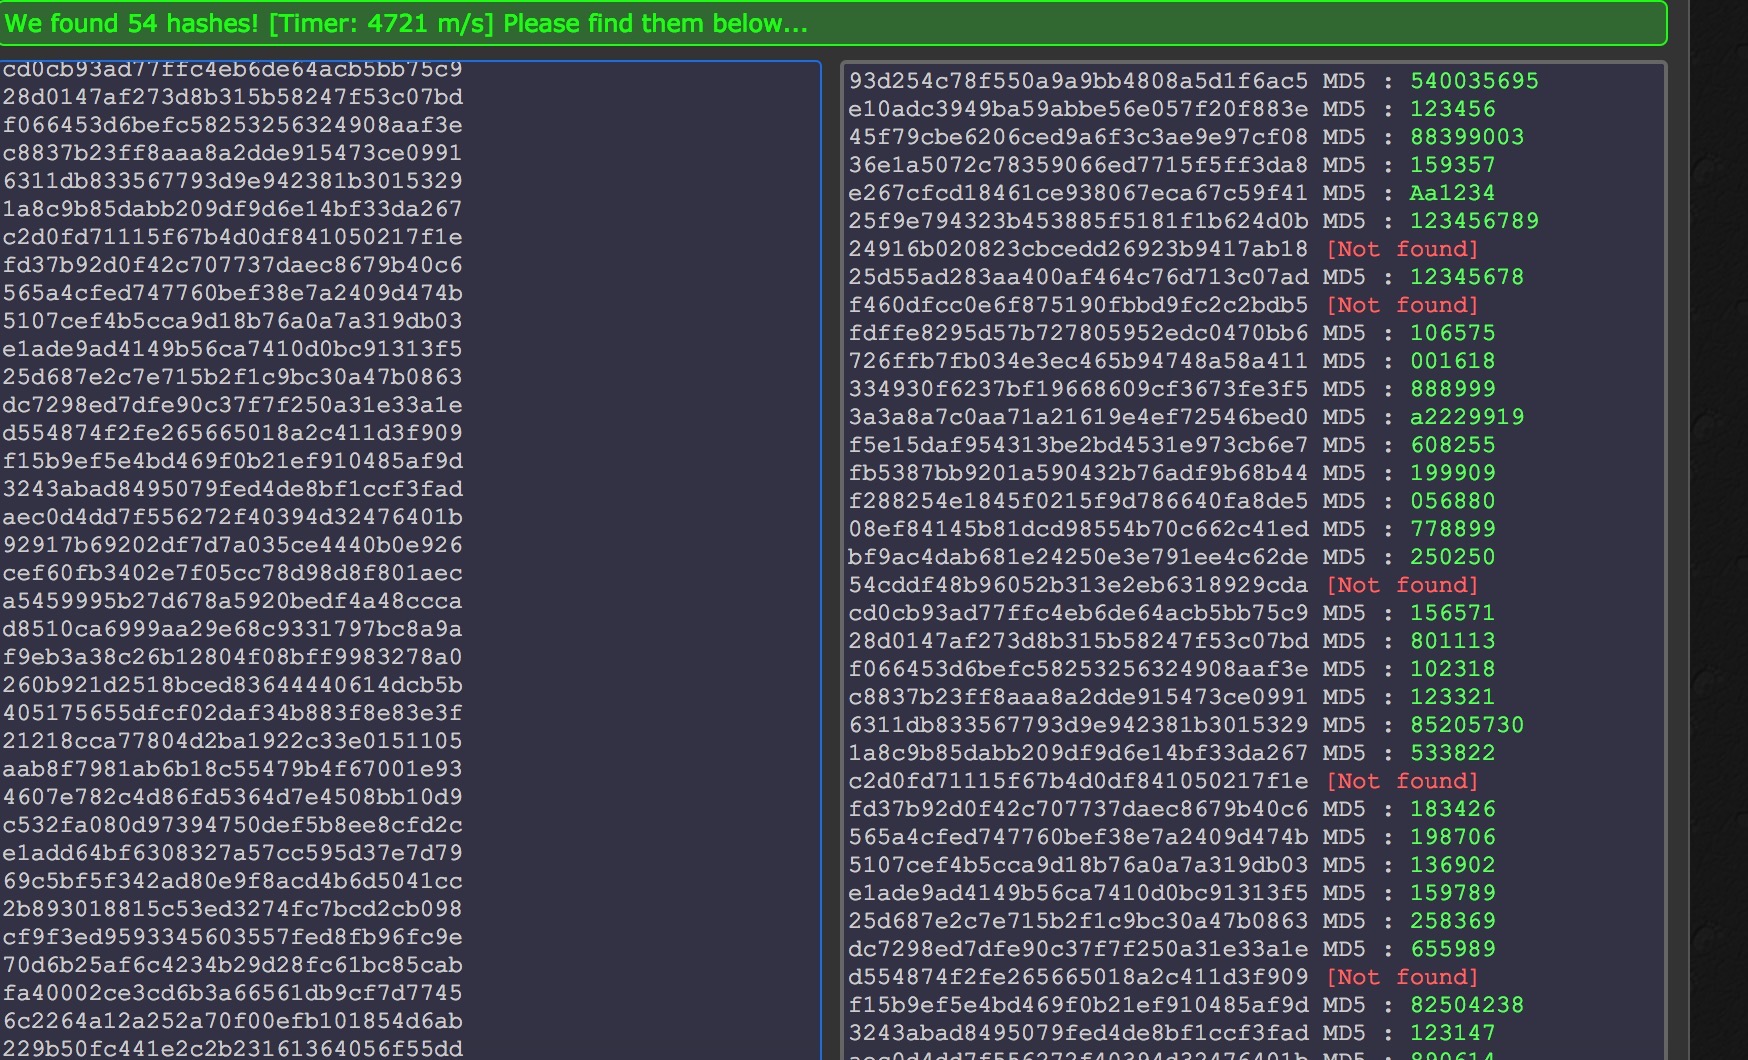 We found 54 hashes! [Timer: 4721 m/s] Please find them below...
cd0cb93ad77ffc4eb6de64acb5bb75c9
28d0147af273d8b315b58247f53c07bd
f066453d6befc58253256324908aaf3e
c8837b23ff8aaa8a2dde915473ce0991
6311db833567793d9e942381b3015329
1a8c9b85dabb209df9d6e14bf33da267
c2d0fd71115f67b4d0df841050217f1e
fd37b92d0f42c707737daec8679b40c6
565a4cfed747760bef38e7a2409d474b
5107cef4b5cca9d18b76a0a7a319db03
e1ade9ad4149b56ca7410d0bc91313f5
25d687e2c7e715b2f1c9bc30a47b0863
dc7298ed7dfe90c37f7f250a31e33a1e
d554874f2fe265665018a2c411d3f909
f15b9ef5e4bd469f0b21ef910485af9d
3243abad8495079fed4de8bf1ccf3fad
aec0d4dd7f556272f40394d32476401b
92917b69202df7d7a035ce4440b0e926
cef60fb3402e7f05cc78d98d8f801aec
a5459995b27d678a5920bedf4a48ccca
d8510ca6999aa29e68c9331797bc8a9a
f9eb3a38c26b12804f08bff9983278a0
260b921d2518bced83644440614dcb5b
405175655dfcf02daf34b883f8e83e3f
21218cca77804d2ba1922c33e0151105
aab8f7981ab6b18c55479b4f67001e93
4607e782c4d86fd5364d7e4508bb10d9
c532fa080d97394750def5b8ee8cfd2c
e1add64bf6308327a57cc595d37e7d79
69c5bf5f342ad80e9f8acd4b6d5041cc
2b893018815c53ed3274fc7bcd2cb098
cf9f3ed9593345603557fed8fb96fc9e
70d6b25af6c4234b29d28fc61bc85cab
fa40002ce3cd6b3a66561db9cf7d7745
6c2264a12a252a70f00efb101854d6ab
229b50fc441e2c2b23161364056f55dd
93d254c78f550a9a9bb4808a5d1f6ac5 MD5 : 540035695
e10adc3949ba59abbe56e057f20f883e MD5 : 123456
45f79cbe6206ced9a6f3c3ae9e97cf08 MD5 : 88399003
36e1a5072c78359066ed7715f5ff3da8 MD5 : 159357
e267cfcd18461ce938067eca67c59f41 MD5 : Aa1234
25f9e794323b453885f5181f1b624d0b MD5 : 123456789
24916b020823cbcedd26923b9417ab18 [Not found]
25d55ad283aa400af464c76d713c07ad MD5 : 12345678
f460dfcc0e6f875190fbbd9fc2c2bdb5 [Not found]
fdffe8295d57b727805952edc0470bb6 MD5 : 106575
726ffb7fb034e3ec465b94748a58a411 MD5 : 001618
334930f6237bf19668609cf3673fe3f5 MD5 : 888999
3a3a8a7c0aa71a21619e4ef72546bed0 MD5 : a2229919
f5e15daf954313be2bd4531e973cb6e7 MD5 : 608255
fb5387bb9201a590432b76adf9b68b44 MD5 : 199909
f288254e1845f0215f9d786640fa8de5 MD5 : 056880
08ef84145b81dcd98554b70c662c41ed MD5 : 778899
bf9ac4dab681e24250e3e791ee4c62de MD5 : 250250
54cddf48b96052b313e2eb6318929cda [Not found]
cd0cb93ad77ffc4eb6de64acb5bb75c9 MD5 : 156571
28d0147af273d8b315b58247f53c07bd MD5 : 801113
f066453d6befc58253256324908aaf3e MD5 : 102318
c8837b23ff8aaa8a2dde915473ce0991 MD5 : 123321
6311db833567793d9e942381b3015329 MD5 : 85205730
1a8c9b85dabb209df9d6e14bf33da267 MD5 : 533822
c2d0fd71115f67b4d0df841050217f1e [Not found]
fd37b92d0f42c707737daec8679b40c6 MD5 : 183426
565a4cfed747760bef38e7a2409d474b MD5 : 198706
5107cef4b5cca9d18b76a0a7a319db03 MD5 : 136902
e1ade9ad4149b56ca7410d0bc91313f5 MD5 : 159789
25d687e2c7e715b2f1c9bc30a47b0863 MD5 : 258369
dc7298ed7dfe90c37f7f250a31e33a1e MD5 : 655989
d554874f2fe265665018a2c411d3f909 [Not found]
f15b9ef5e4bd469f0b21ef910485af9d MD5 : 82504238
3243abad8495079fed4de8bf1ccf3fad MD5 : 123147
aec0d4dd7f556272f40394d32476401b MD5 : 890614